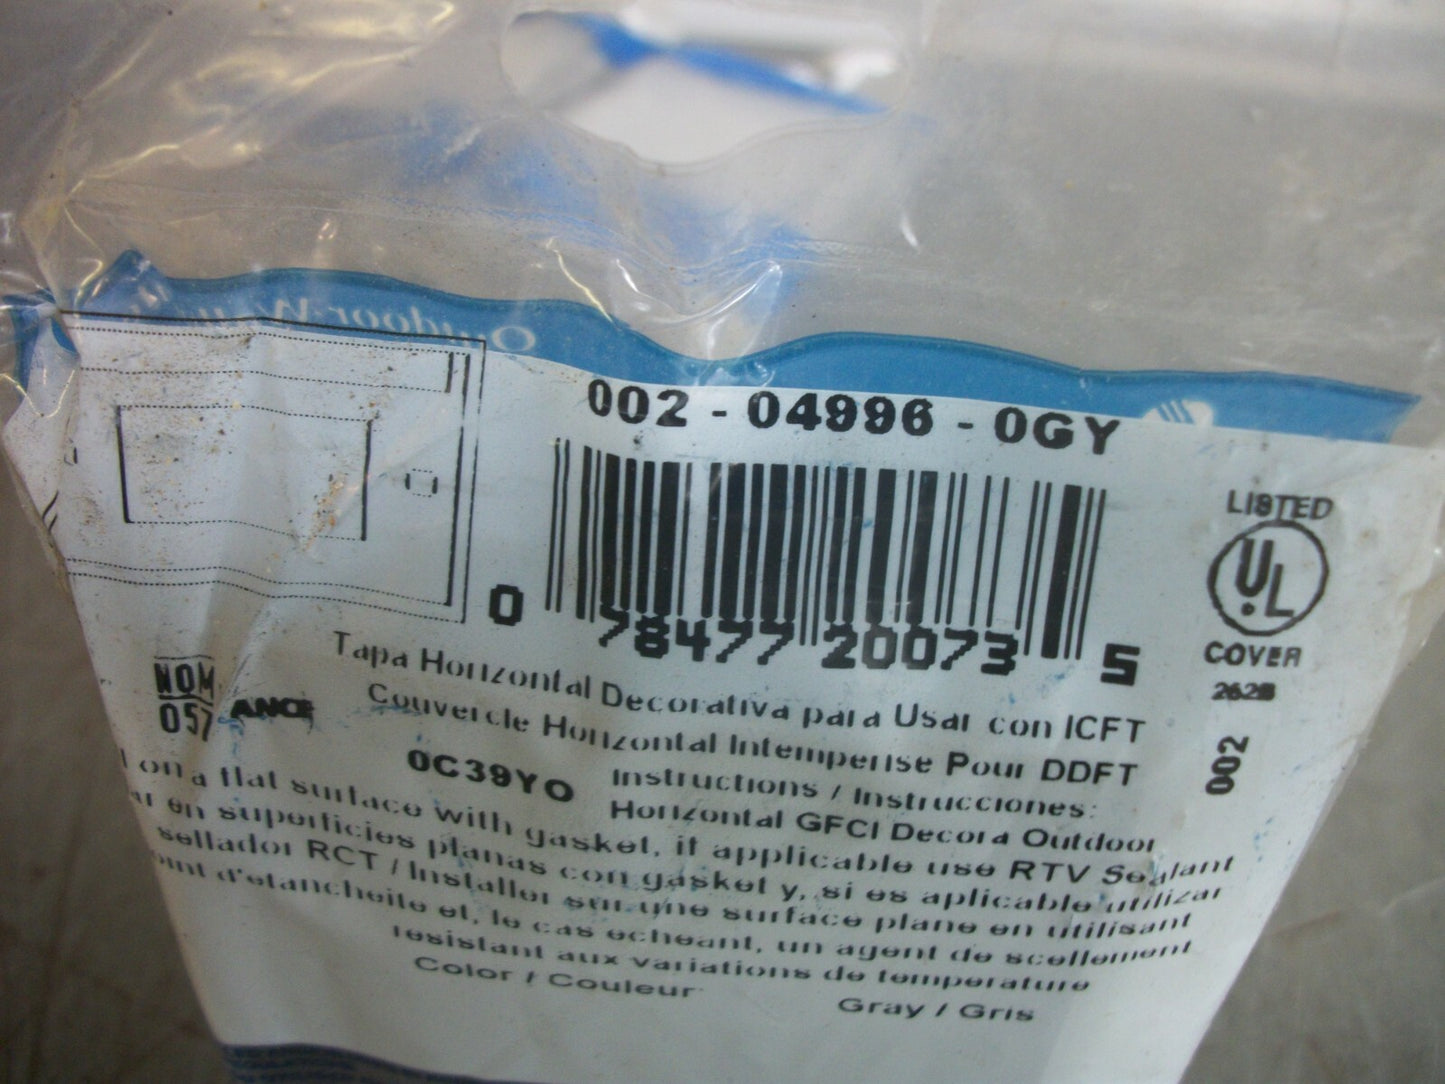 002-04996-0GY
LISTED
UL
COVER
262B
002
0 78477 20073 5
NOM
057
ANCE
Tapa Horizontal Decorativa para Usar con ICFT
Couvercle Horizontal Intemperise Pour DDFT
0C39YO
Instructions / Instrucciones:
Horizontal GFCI Decora Outdoor
on a flat surface with gasket, if applicable use RTV Sealant
en superficies planas con gasket y, si es aplicable utilizar
sellador RCT / Installer sur une surface plane en utilisant
d'etancheite et, le cas echeant, un agent de scellement
resistant aux variations de temperature
Color / Couleur
Gray / Gris